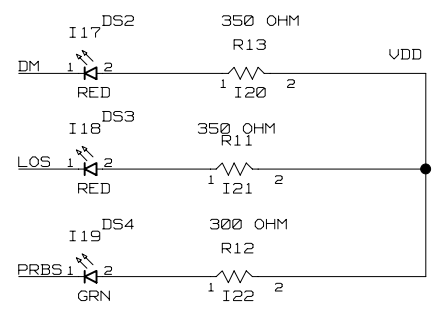 DS2 350 OHM
I17 R13 VDD
DM 1 2 1 2
RED I20
DS3 350 OHM
I18 R11
LOS 1 2 1 2
RED I21
DS4 300 OHM
I19 R12
PRBS 1 2 1 2
GRN I22